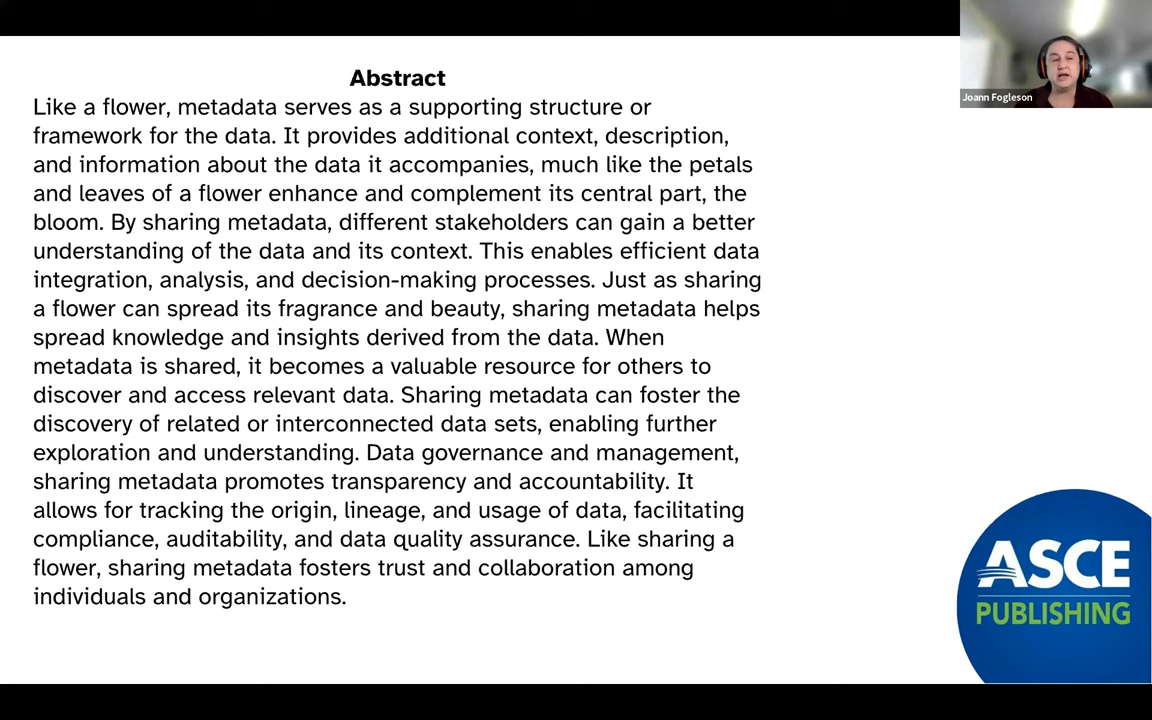 Abstract
Like a flower, metadata serves as a supporting structure or
framework for the data. It provides additional context, description,
and information about the data it accompanies, much like the petals
and leaves of a flower enhance and complement its central part, the
bloom. By sharing metadata, different stakeholders can gain a better
understanding of the data and its context. This enables efficient data
integration, analysis, and decision-making processes. Just as sharing
a flower can spread its fragrance and beauty, sharing metadata helps
spread knowledge and insights derived from the data. When
metadata is shared, it becomes a valuable resource for others to
discover and access relevant data. Sharing metadata can foster the
discovery of related or interconnected data sets, enabling further
exploration and understanding. Data governance and management,
sharing metadata promotes transparency and accountability. It
allows for tracking the origin, lineage, and usage of data, facilitating
compliance, auditability, and data quality assurance. Like sharing a
flower, sharing metadata fosters trust and collaboration among
individuals and organizations.
Joann Fogleson
ASCE
PUBLISHING